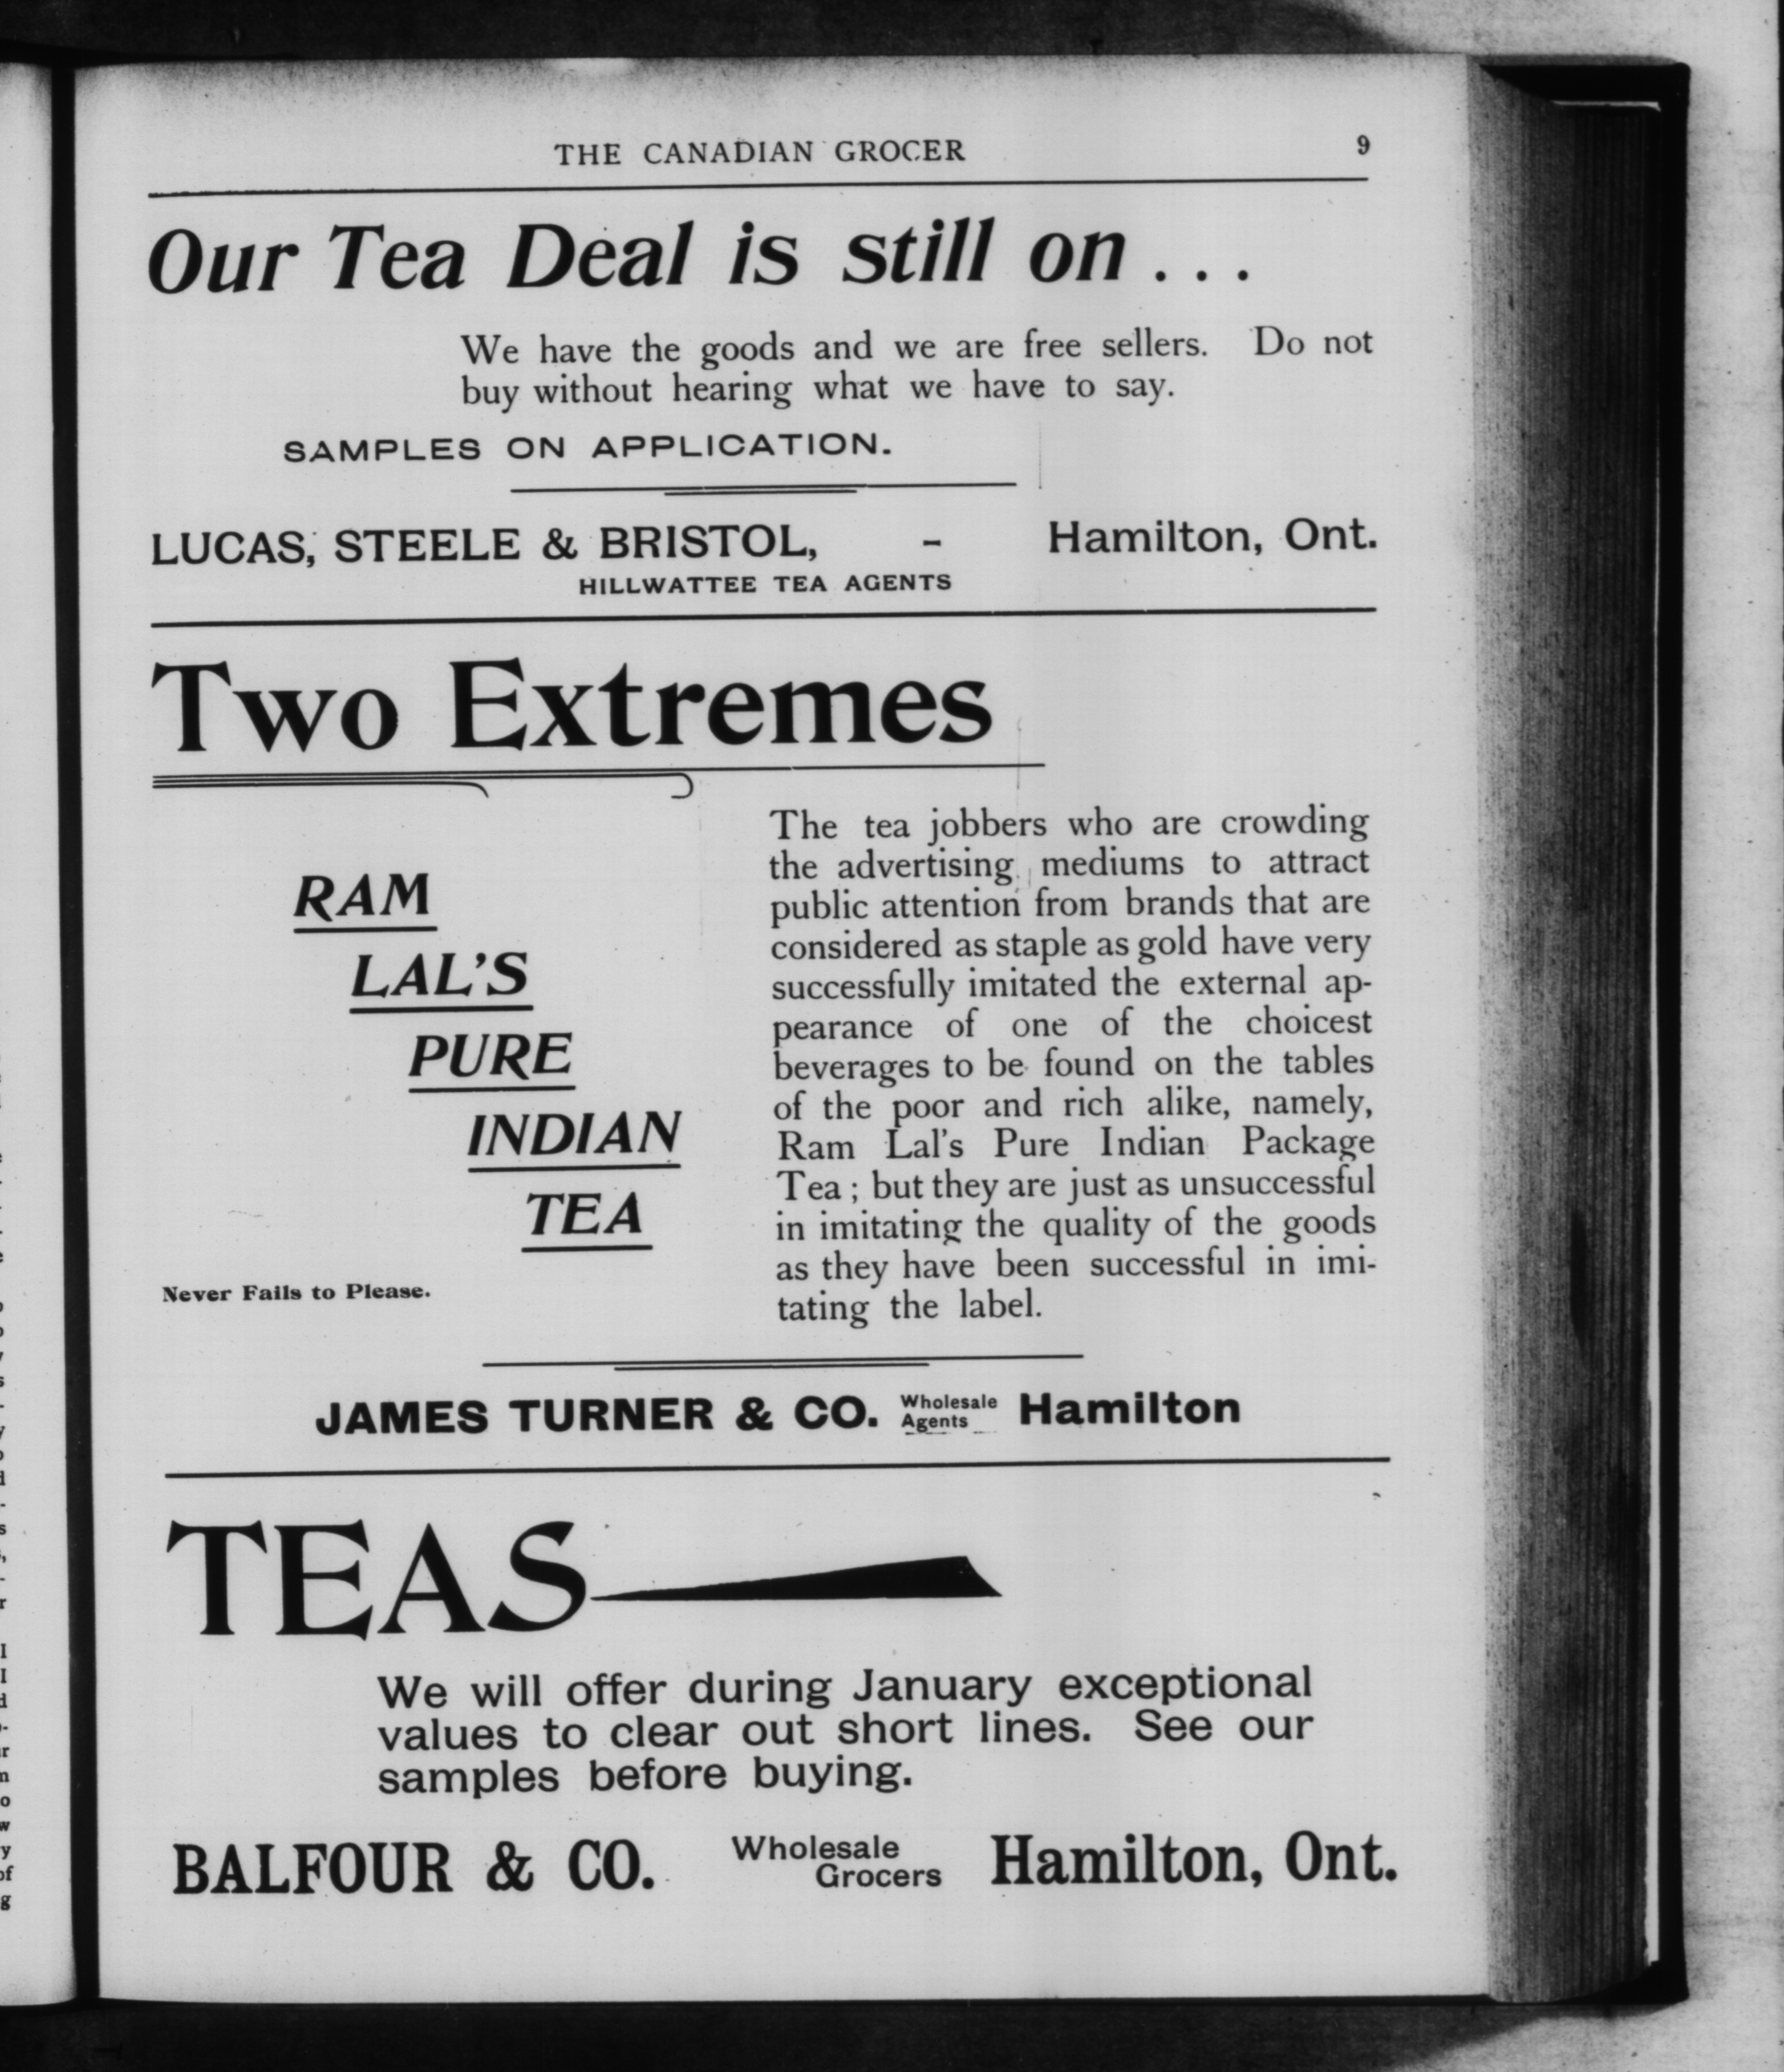 THE CANADIAN GROCER 9
Our Tea Deal is still on . . .
We have the goods and we are free sellers. Do not
buy without hearing what we have to say.
SAMPLES ON APPLICATION.
LUCAS, STEELE & BRISTOL, - Hamilton, Ont.
HILLWATTEE TEA AGENTS
Two Extremes
RAM
LAL'S
PURE
INDIAN
TEA
Never Fails to Please.
The tea jobbers who are crowding
the advertising mediums to attract
public attention from brands that are
considered as staple as gold have very
successfully imitated the external ap-
pearance of one of the choicest
beverages to be found on the tables
of the poor and rich alike, namely,
Ram Lal's Pure Indian Package
Tea ; but they are just as unsuccessful
in imitating the quality of the goods
as they have been successful in imi-
tating the label.
JAMES TURNER & CO. Wholesale Agents Hamilton
TEAS
We will offer during January exceptional
values to clear out short lines. See our
samples before buying.
BALFOUR & CO. Wholesale Grocers Hamilton, Ont.